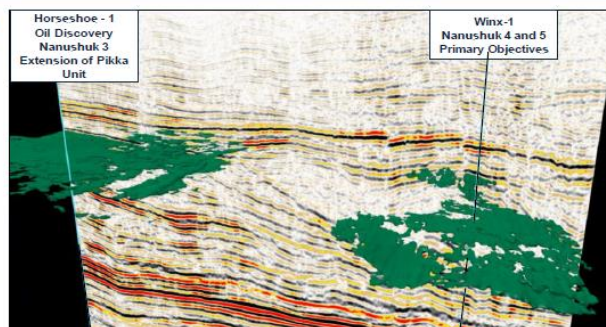 Horseshoe - 1
Oil Discovery
Nanushuk 3
Extension of Pikka
Unit
Winx-1
Nanushuk 4 and 5
Primary Objectives